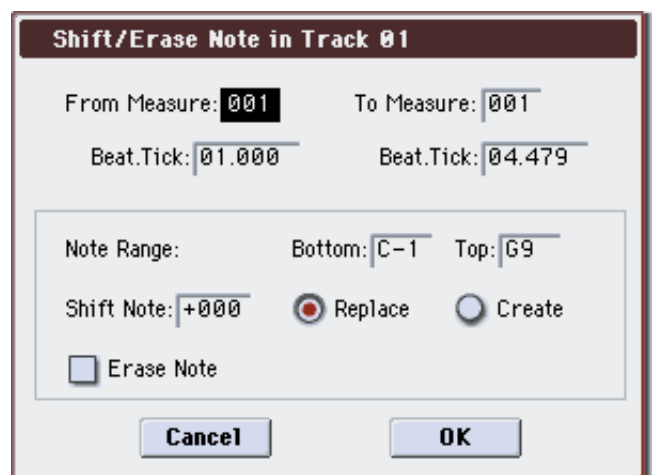 Shift/Erase Note in Track 01
From Measure: 001 To Measure: 001
Beat.Tick: 01.000 Beat.Tick: 04.479
Note Range: Bottom: C-1 Top: G9
Shift Note: +000 Replace Create
Erase Note
Cancel OK